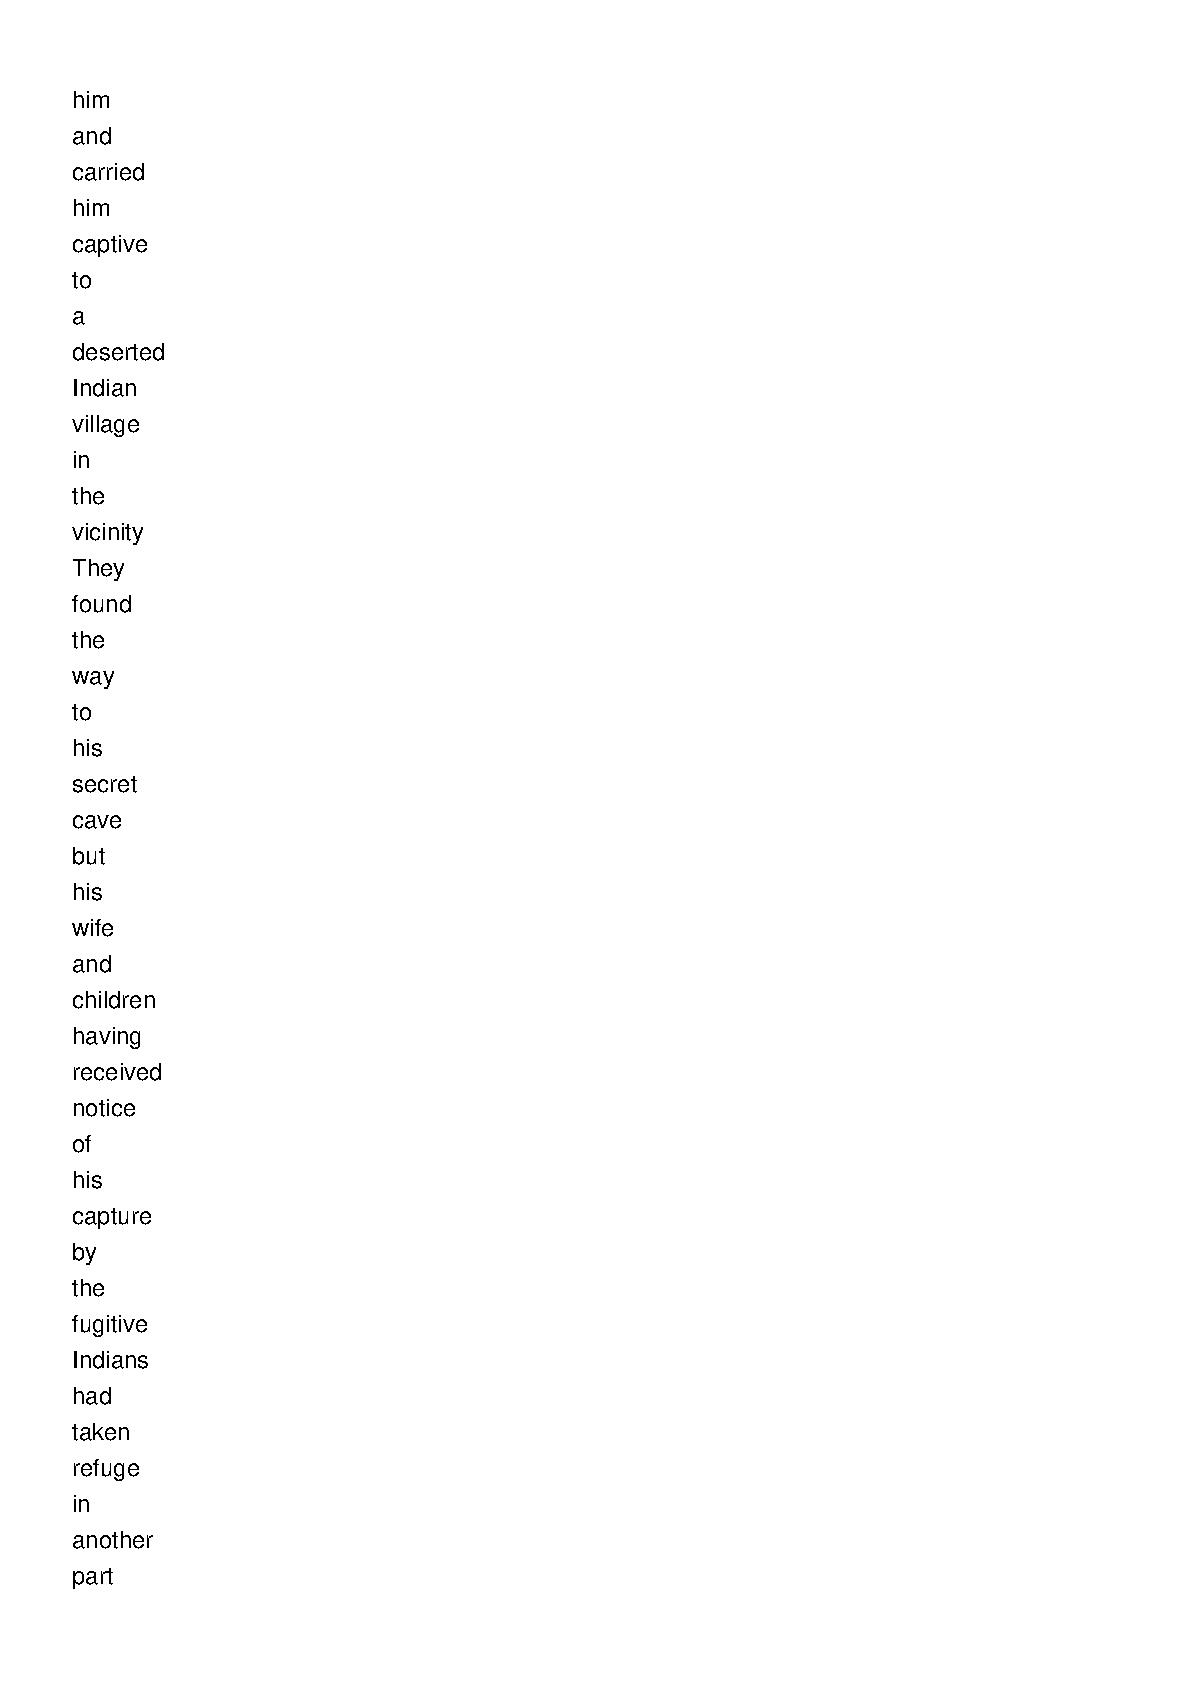 him
and
carried
him
captive
to
a
deserted
Indian
village
in
the
vicinity
They
found
the
way
to
his
secret
cave
but
his
wife
and
children
having
received
notice
of
his
capture
by
the
fugitive
Indians
had
taken
refuge
in
another
part